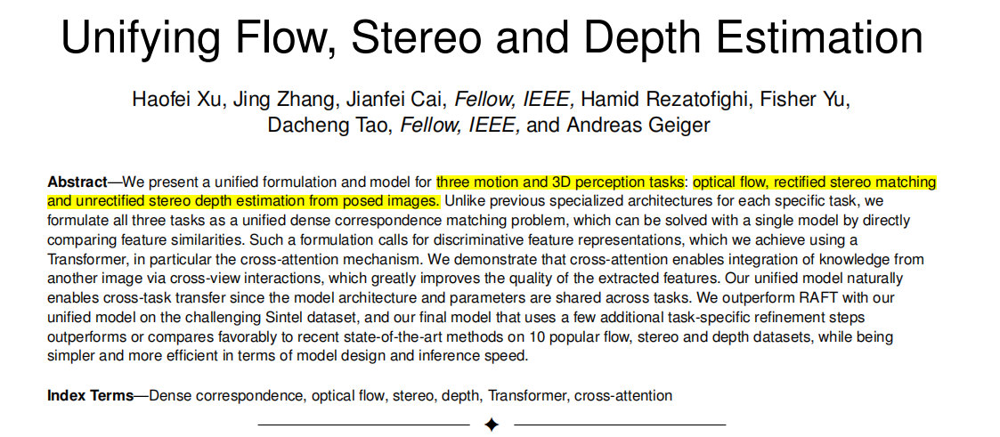 Unifying Flow, Stereo and Depth Estimation
Haofei Xu, Jing Zhang, Jianfei Cai, Fellow, IEEE, Hamid Rezatofighi, Fisher Yu,
Dacheng Tao, Fellow, IEEE, and Andreas Geiger
Abstract—We present a unified formulation and model for three motion and 3D perception tasks: optical flow, rectified stereo matching
and unrectified stereo depth estimation from posed images. Unlike previous specialized architectures for each specific task, we
formulate all three tasks as a unified dense correspondence matching problem, which can be solved with a single model by directly
comparing feature similarities. Such a formulation calls for discriminative feature representations, which we achieve using a
Transformer, in particular the cross-attention mechanism. We demonstrate that cross-attention enables integration of knowledge from
another image via cross-view interactions, which greatly improves the quality of the extracted features. Our unified model naturally
enables cross-task transfer since the model architecture and parameters are shared across tasks. We outperform RAFT with our
unified model on the challenging Sintel dataset, and our final model that uses a few additional task-specific refinement steps
outperforms or compares favorably to recent state-of-the-art methods on 10 popular flow, stereo and depth datasets, while being
simpler and more efficient in terms of model design and inference speed.
Index Terms—Dense correspondence, optical flow, stereo, depth, Transformer, cross-attention